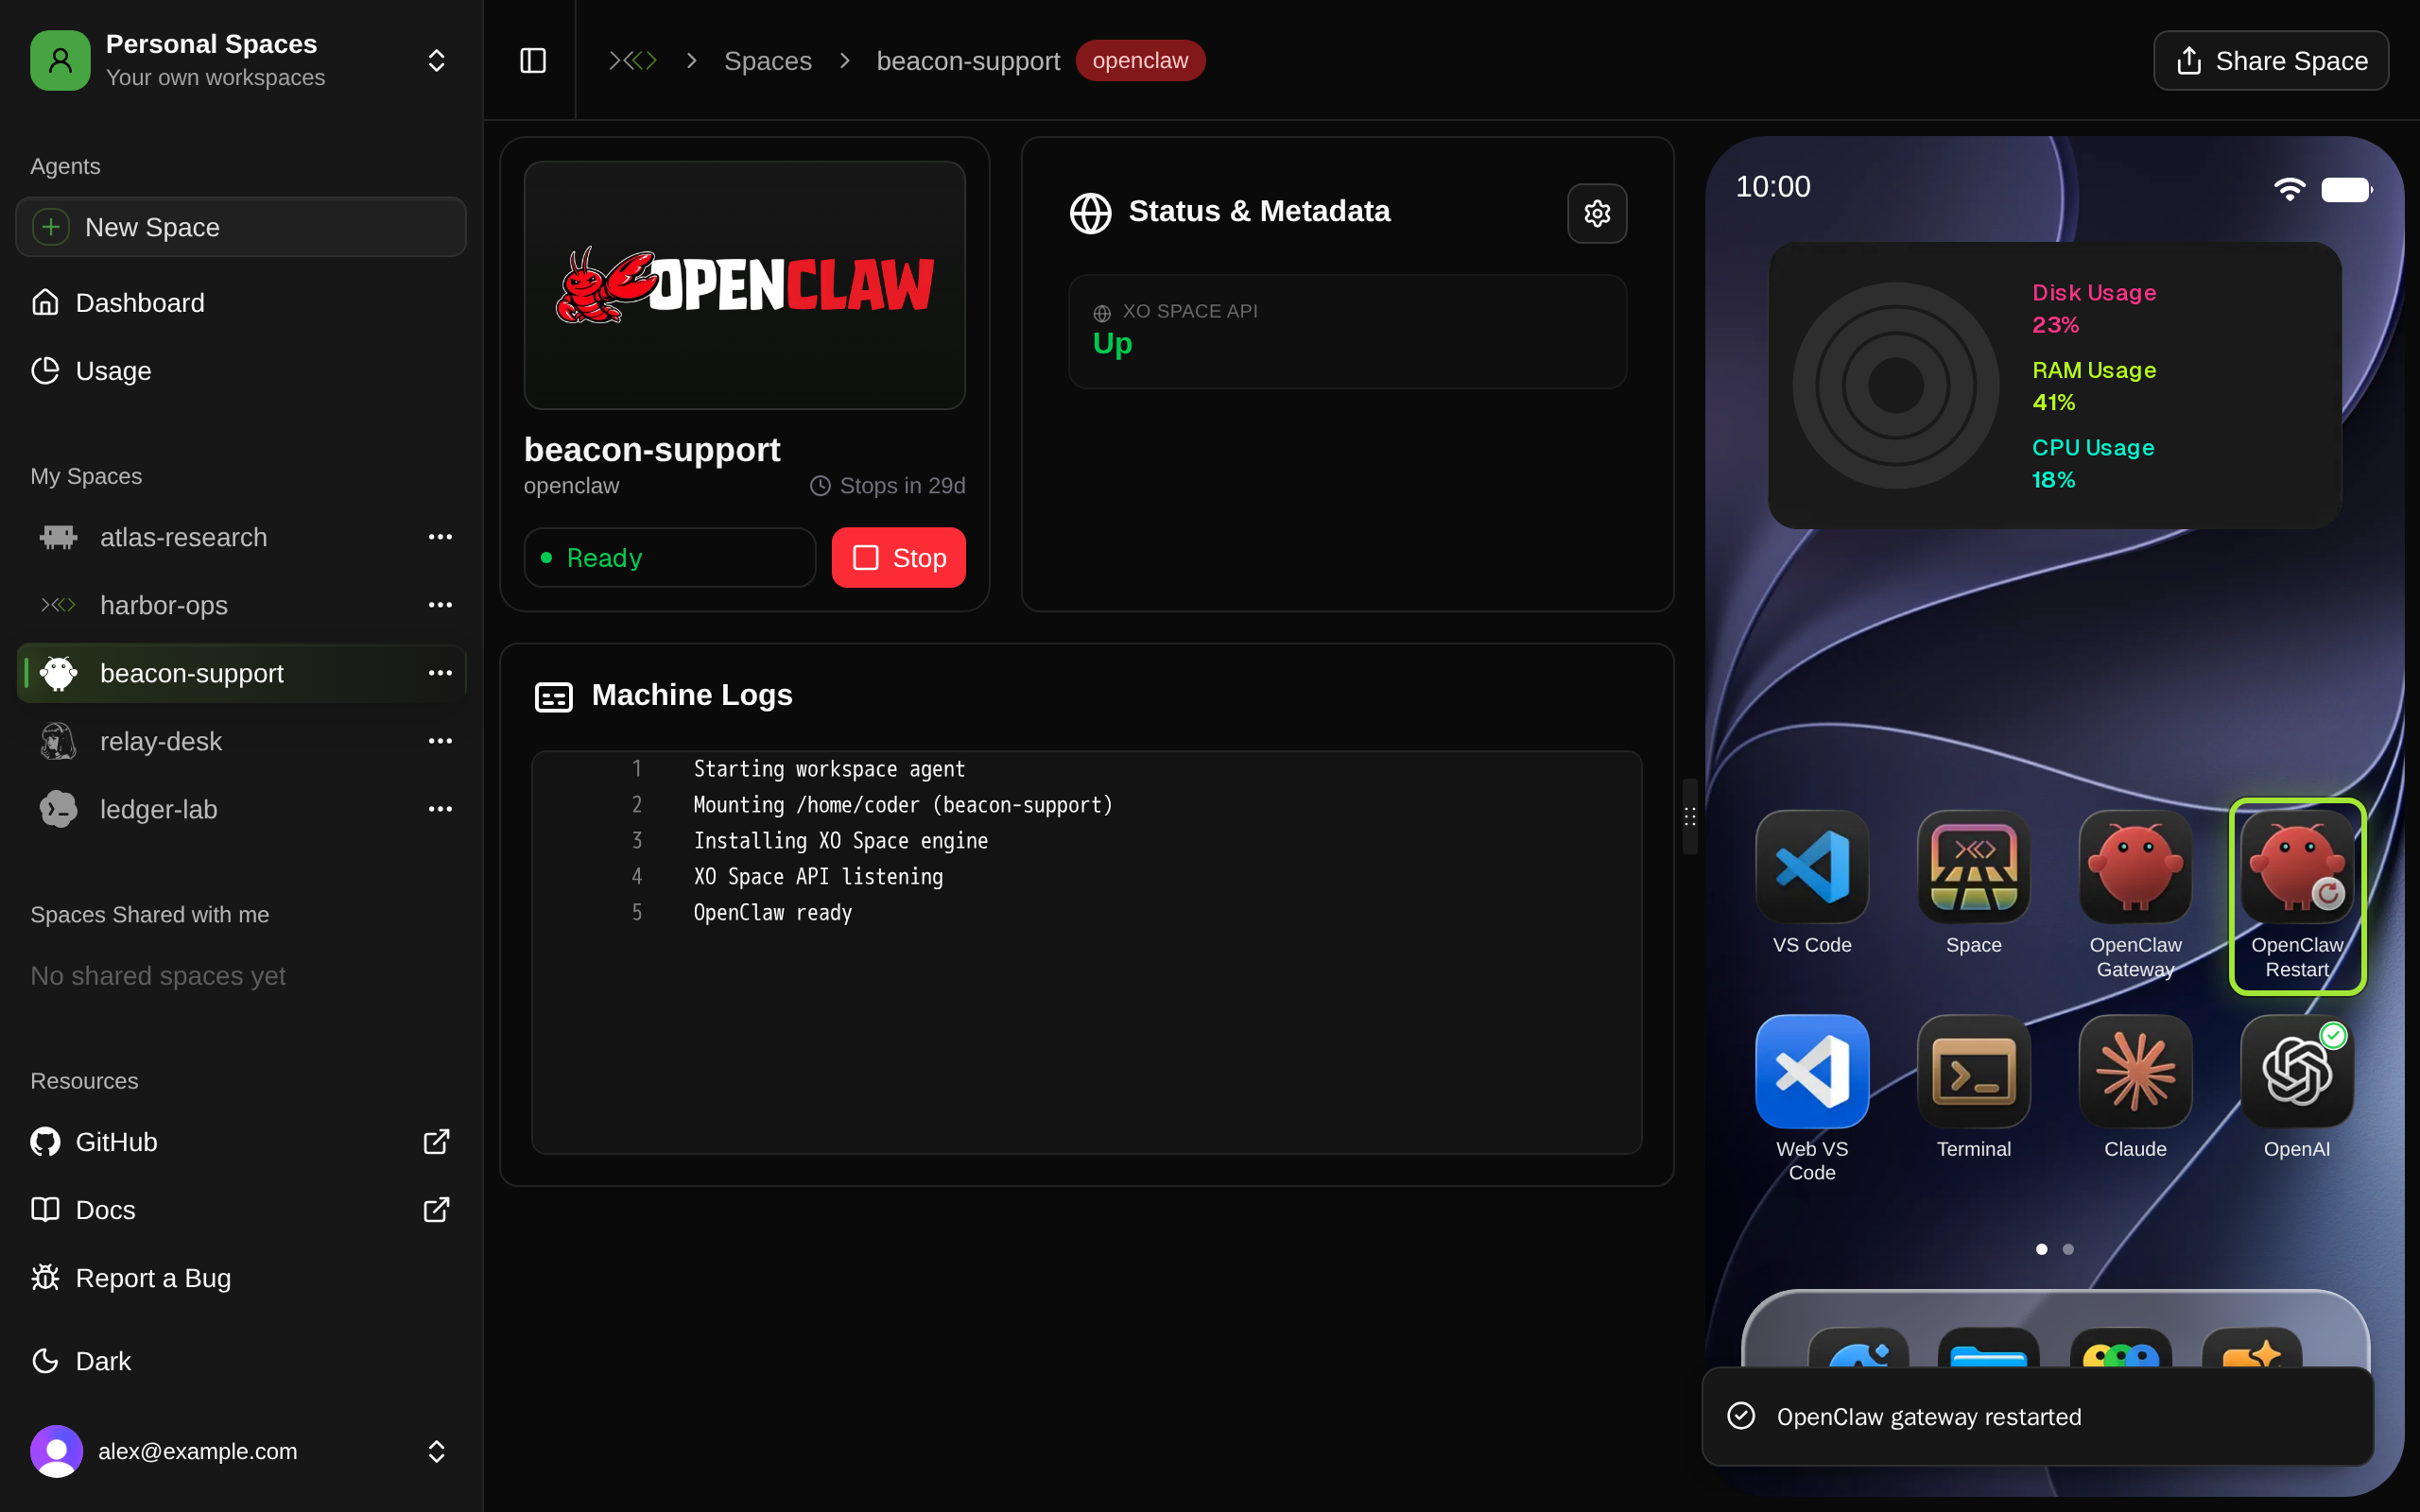 Personal Spaces
Your own workspaces
Agents
New Space
Dashboard
Usage
My Spaces
atlas-research
harbor-ops
beacon-support
relay-desk
ledger-lab
Spaces Shared with me
No shared spaces yet
Resources
GitHub
Docs
Report a Bug
Dark
alex@example.com
Spaces
beacon-support
openclaw
Share Space
OPENCLAW
beacon-support
openclaw
Stops in 29d
Ready
Stop
Status & Metadata
XO SPACE API
Up
Machine Logs
1 Starting workspace agent
2 Mounting /home/coder (beacon-support)
3 Installing XO Space engine
4 XO Space API listening
5 OpenClaw ready
10:00
Disk Usage
23%
RAM Usage
41%
CPU Usage
18%
VS Code
Space
OpenClaw
Gateway
OpenClaw
Restart
Web VS
Code
Terminal
Claude
OpenAI
OpenClaw gateway restarted